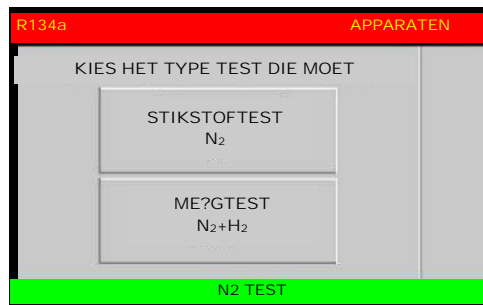 R134a APPARATEN
KIES HET TYPE TEST DIE MOET
STIKSTOFTEST
N₂
ME?GTEST
N₂+H₂
N2 TEST